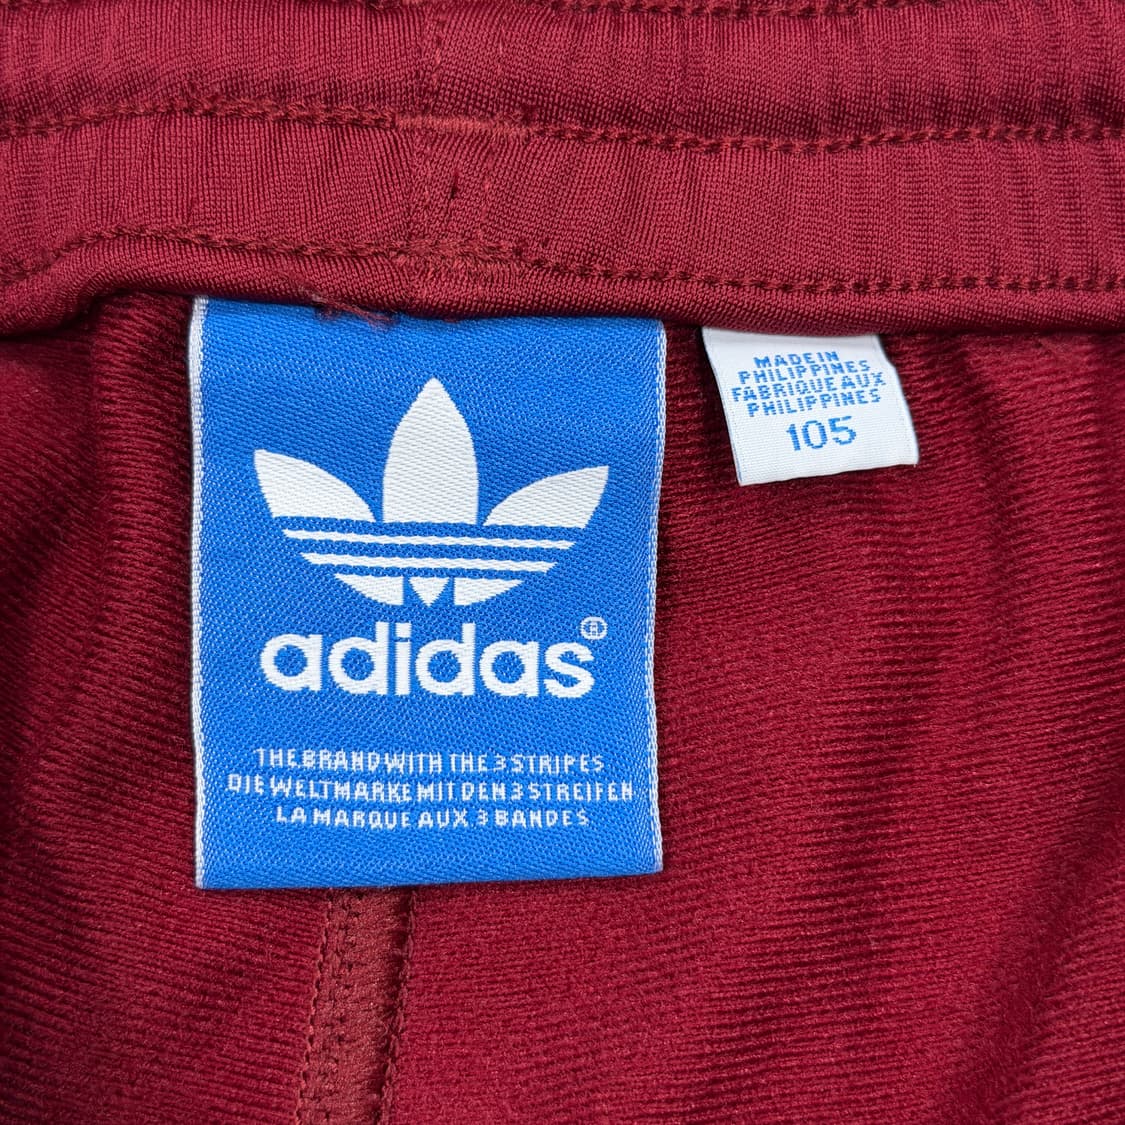 adidas®
THE BRAND WITH THE 3 STRIPES
DIE WELTMARKE MIT DEN 3 STREIFEN
LA MARQUE AUX 3 BANDES
MADE IN
PHILIPPINES
FABRIQUE AUX
PHILIPPINES
105